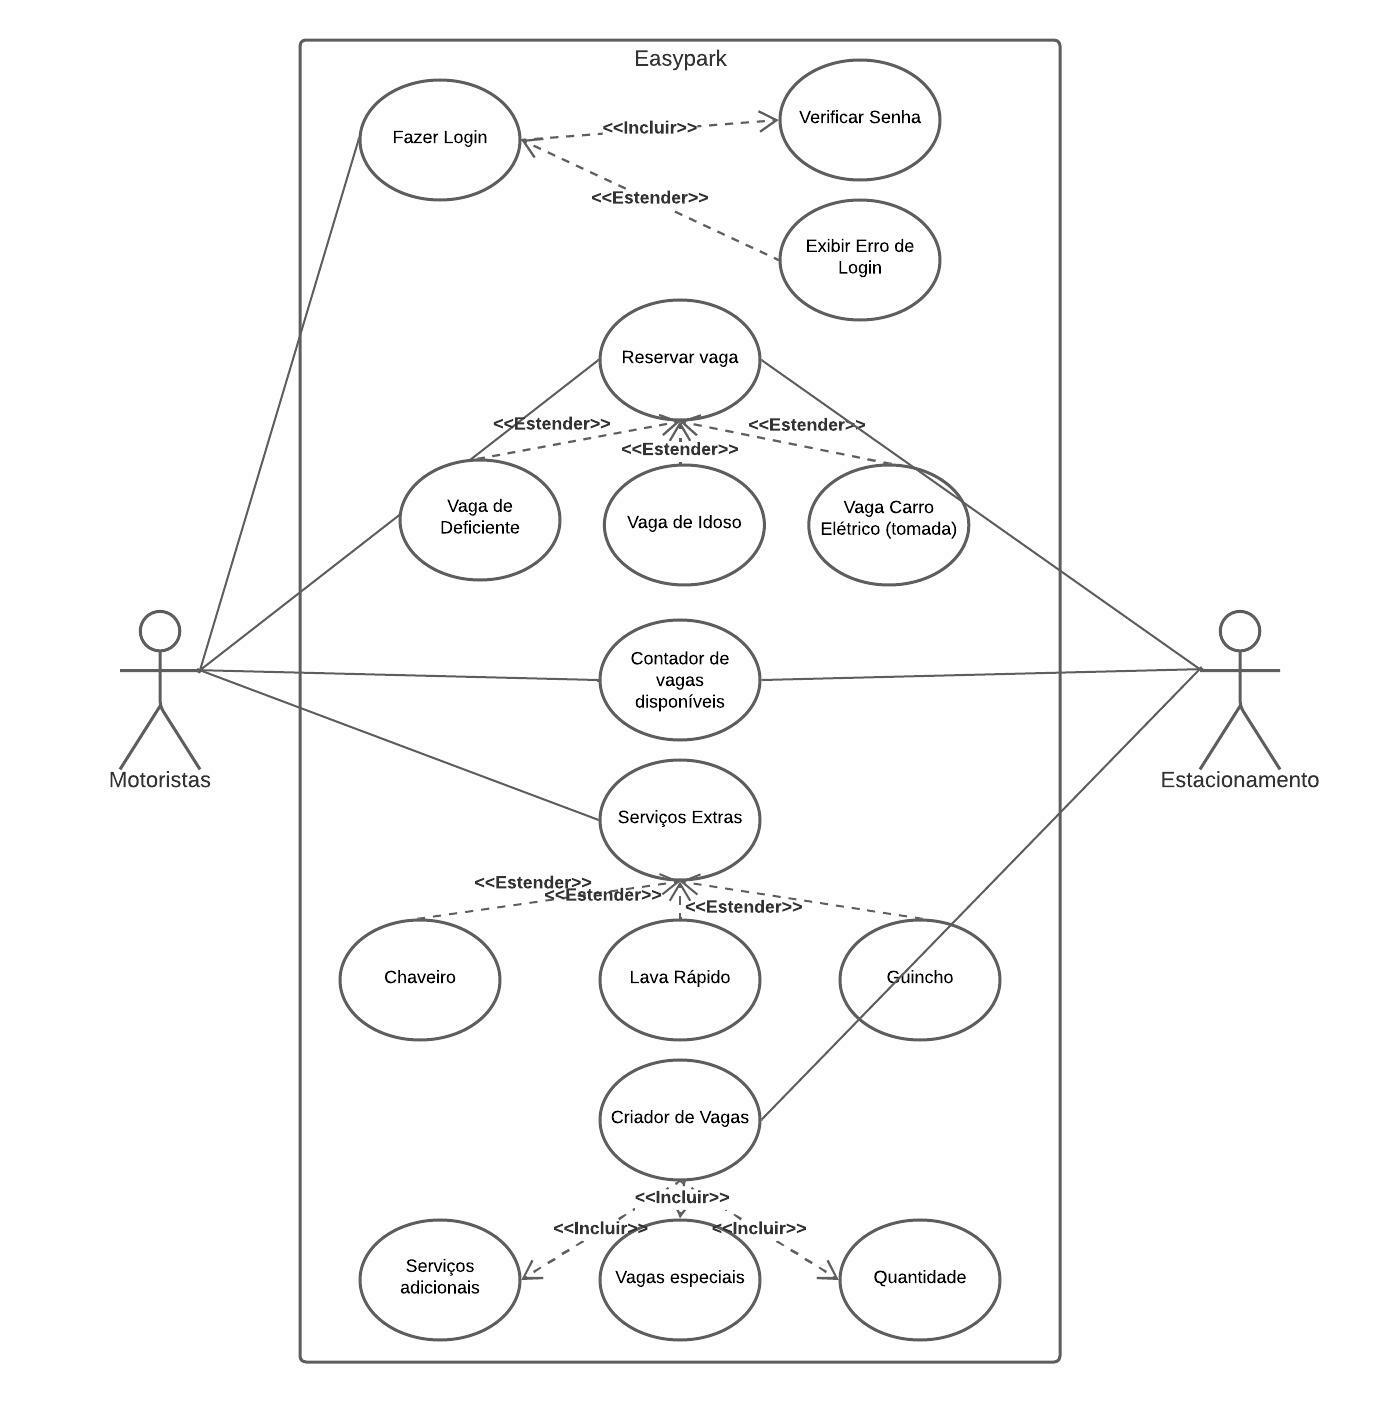 Easypark
Fazer Login
<<Incluir>>
Verificar Senha
<<Estender>>
Exibir Erro de
Login
Reservar vaga
<<Estender>>
<<Estender>>
<<Estender>>
Vaga de
Deficiente
Vaga de Idoso
Vaga Carro
Elétrico (tomada)
Contador de
vagas
disponíveis
Motoristas
Estacionamento
Serviços Extras
<<Estender>>
<<Estender>>
<<Estender>>
Chaveiro
Lava Rápido
Guincho
Criador de Vagas
<<Incluir>>
<<Incluir>>
<<Incluir>>
Serviços
adicionais
Vagas especiais
Quantidade